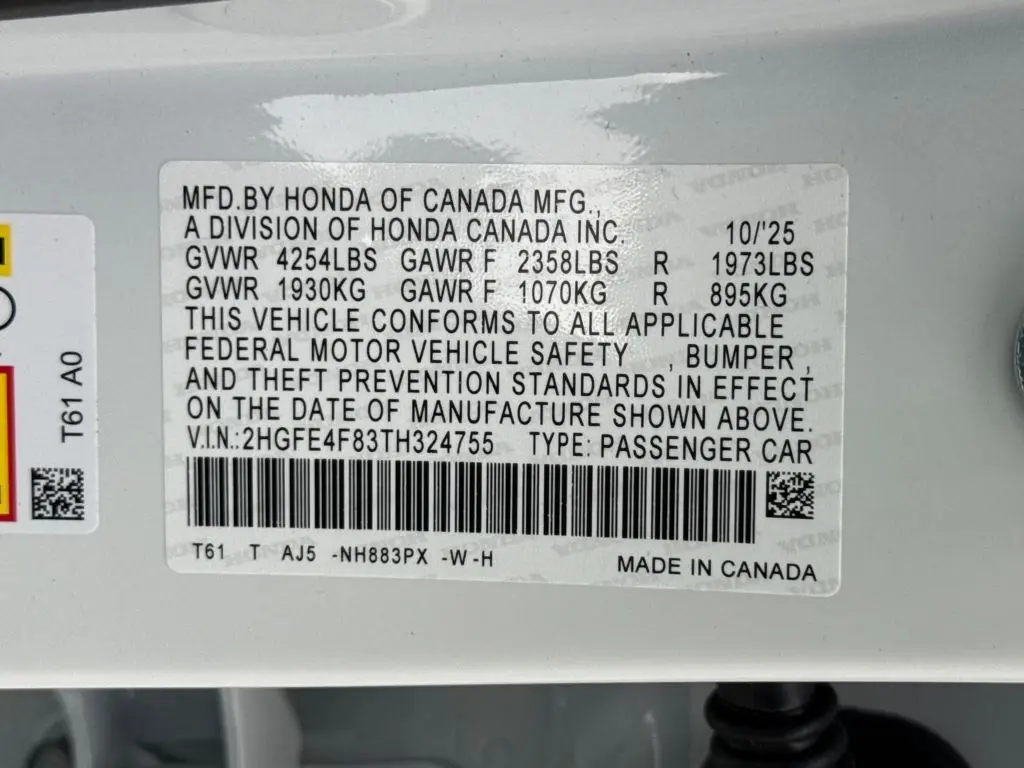 MFD.BY HONDA OF CANADA MFG.,
A DIVISION OF HONDA CANADA INC. 10/'25
GVWR 4254LBS GAWR F 2358LBS R 1973LBS
GVWR 1930KG GAWR F 1070KG R 895KG
THIS VEHICLE CONFORMS TO ALL APPLICABLE
FEDERAL MOTOR VEHICLE SAFETY , BUMPER ,
AND THEFT PREVENTION STANDARDS IN EFFECT
ON THE DATE OF MANUFACTURE SHOWN ABOVE.
V.I.N.:2HGFE4F83TH324755 TYPE: PASSENGER CAR
T61 T AJ5 -NH883PX -W-H MADE IN CANADA
T61 A0